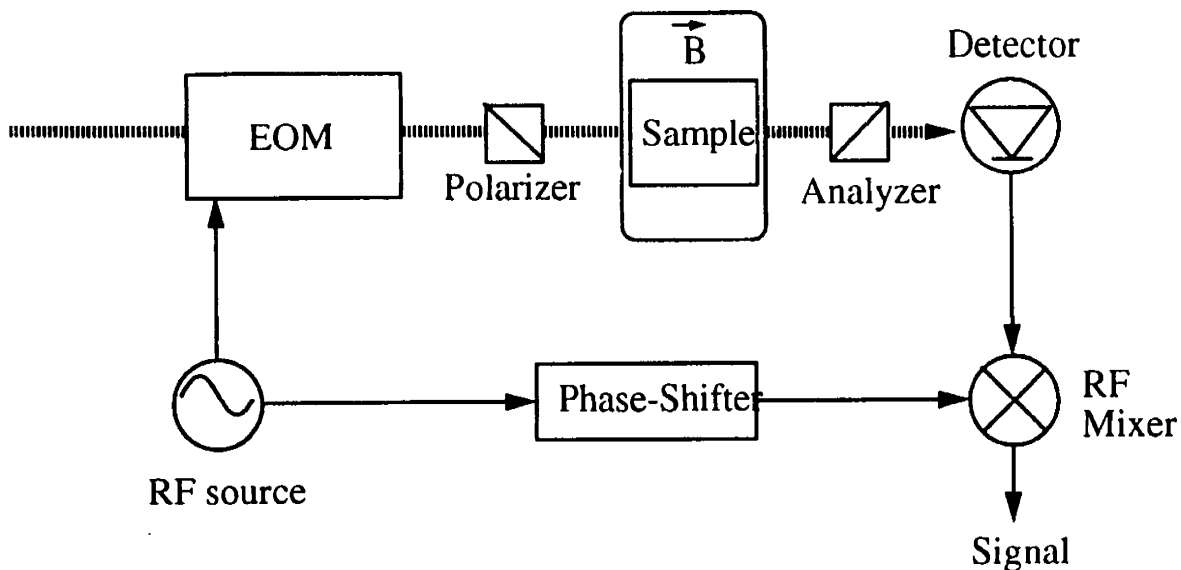 B
Detector
EOM
Sample
Polarizer
Analyzer
Phase-Shifter
RF
Mixer
RF source
Signal